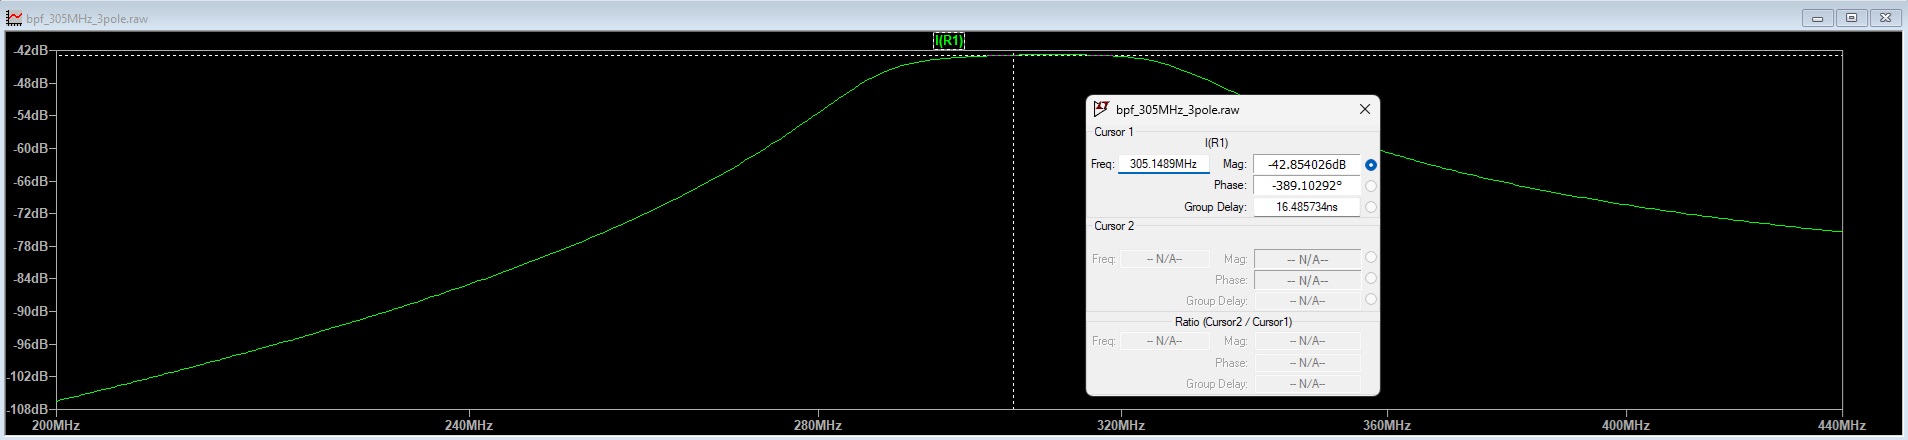 bpf_305MHz_3pole.raw
I(R1)
-42dB
-48dB
-54dB
-60dB
-66dB
-72dB
-78dB
-84dB
-90dB
-96dB
-102dB
-108dB
200MHz 240MHz 280MHz 320MHz 360MHz 400MHz 440MHz
bpf_305MHz_3pole.raw
Cursor 1
I(R1)
Freq: 305.1489MHz Mag: -42.854026dB
Phase: -389.10292°
Group Delay: 16.485734ns
Cursor 2
Freq: -- N/A-- Mag: -- N/A--
Phase: -- N/A--
Group Delay: -- N/A--
Ratio (Cursor2 / Cursor1)
Freq: -- N/A-- Mag: -- N/A--
Phase: -- N/A--
Group Delay: -- N/A--